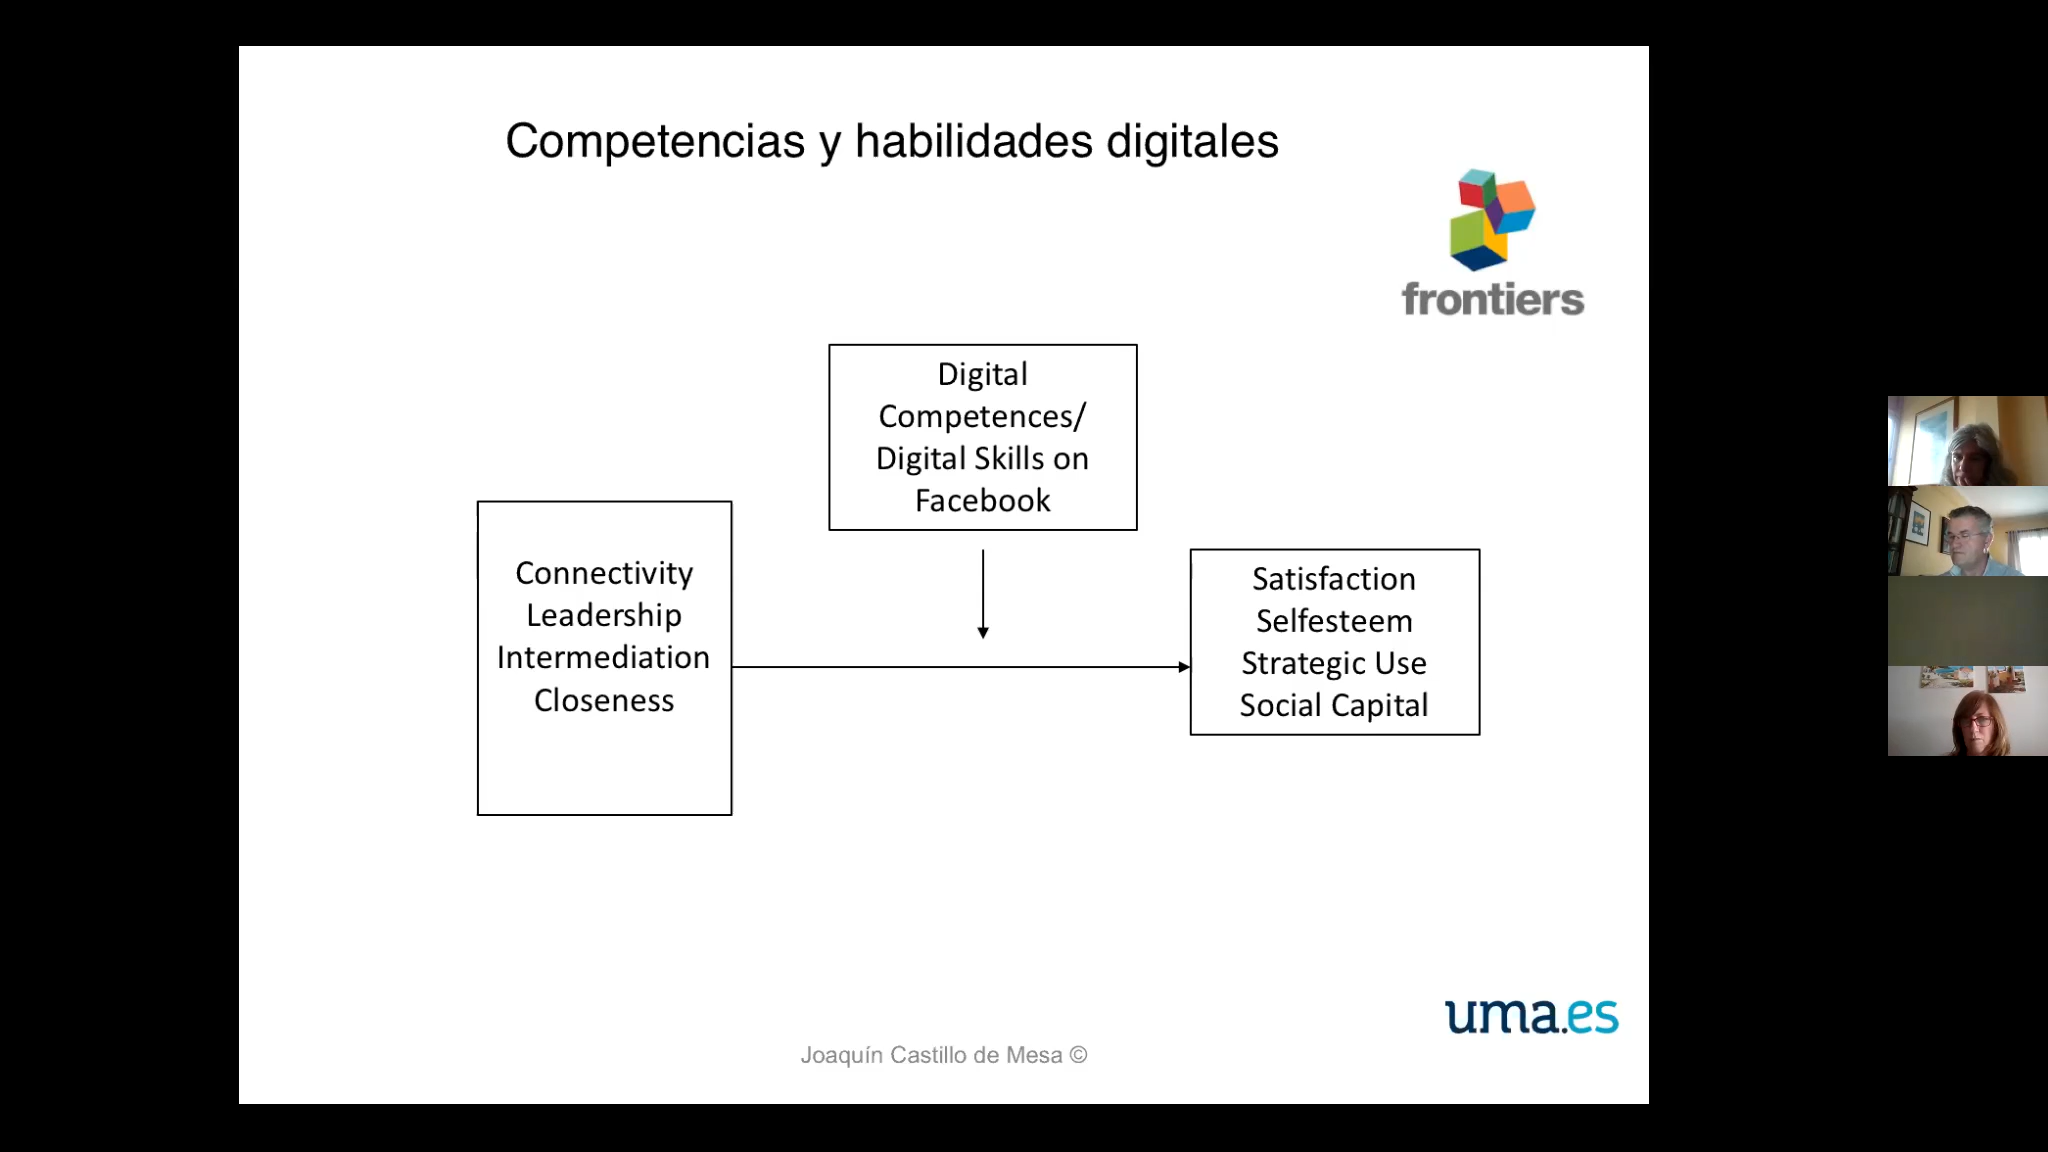 Competencias y habilidades digitales
frontiers
Digital
Competences/
Digital Skills on
Facebook
Connectivity
Leadership
Intermediation
Closeness
Satisfaction
Selfesteem
Strategic Use
Social Capital
uma.es
Joaquín Castillo de Mesa ©